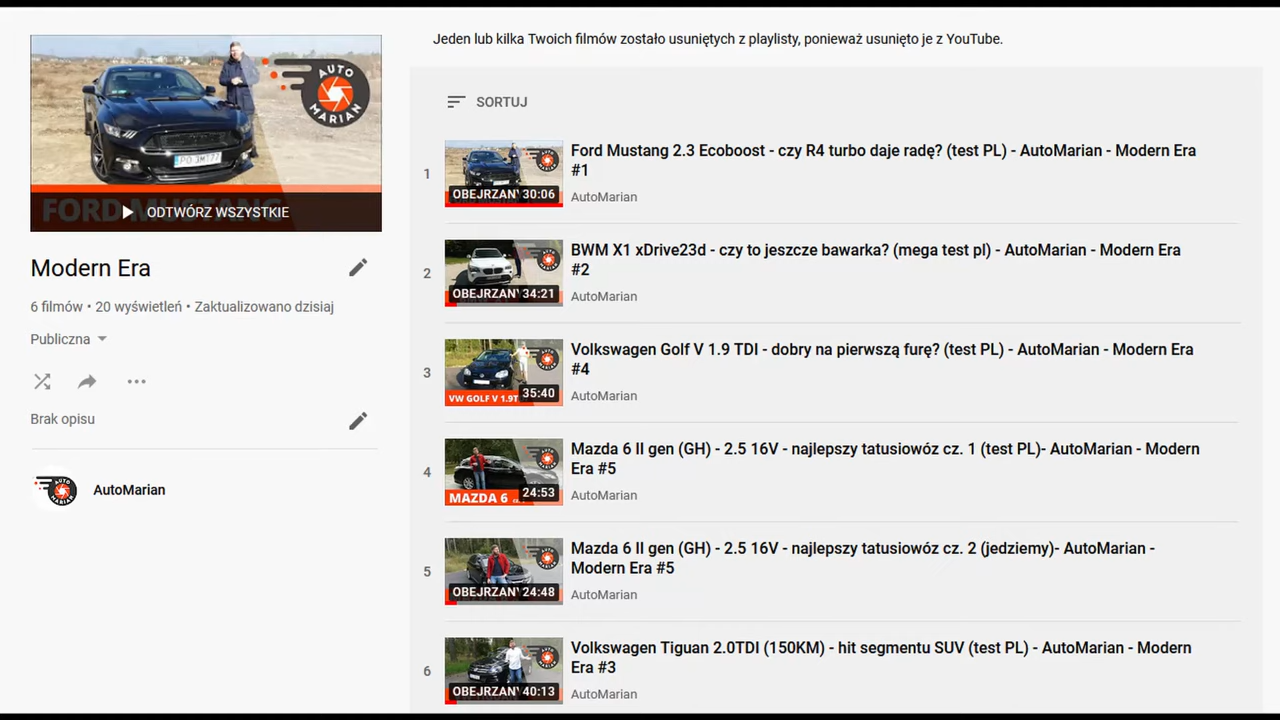 AUTO
MARIAN
FORD MUSTANG
ODTWÓRZ WSZYSTKIE
Modern Era
6 filmów • 20 wyświetleń • Zaktualizowano dzisiaj
Publiczna
Brak opisu
AutoMarian
Jeden lub kilka Twoich filmów zostało usuniętych z playlisty, ponieważ usunięto je z YouTube.
SORTUJ
1
OBEJRZANY 30:06
Ford Mustang 2.3 Ecoboost - czy R4 turbo daje radę? (test PL) - AutoMarian - Modern Era
#1
AutoMarian
2
OBEJRZANY 34:21
BWM X1 xDrive23d - czy to jeszcze bawarka? (mega test pl) - AutoMarian - Modern Era
#2
AutoMarian
3
VW GOLF V 1.9T
35:40
Volkswagen Golf V 1.9 TDI - dobry na pierwszą furę? (test PL) - AutoMarian - Modern Era
#4
AutoMarian
4
MAZDA 6
24:53
Mazda 6 II gen (GH) - 2.5 16V - najlepszy tatusiowóz cz. 1 (test PL)- AutoMarian - Modern
Era #5
AutoMarian
5
OBEJRZANY 24:48
Mazda 6 II gen (GH) - 2.5 16V - najlepszy tatusiowóz cz. 2 (jedziemy)- AutoMarian -
Modern Era #5
AutoMarian
6
OBEJRZANY 40:13
Volkswagen Tiguan 2.0TDI (150KM) - hit segmentu SUV (test PL) - AutoMarian - Modern
Era #3
AutoMarian